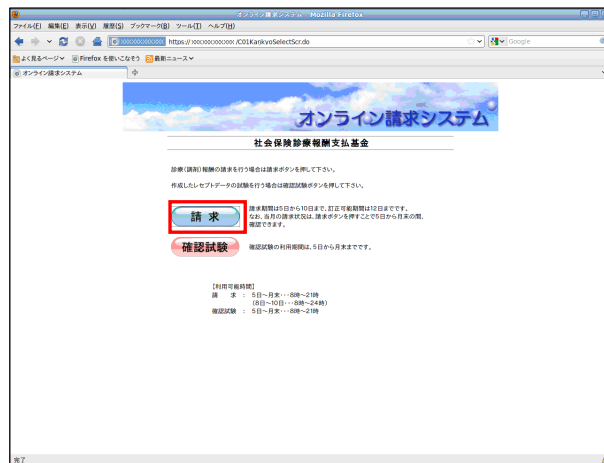 オンライン請求システム - Mozilla Firefox
ファイル(F) 編集(E) 表示(V) 履歴(S) ブックマーク(B) ツール(T) ヘルプ(H)
https://xxxxxxxxxxxx/C01KankyoSelectScr.do
Google
よく見るページ Firefox を使いこなそう 最新ニュース
オンライン請求システム
オンライン請求システム
社会保険診療報酬支払基金
診療(調剤)報酬の請求を行う場合は請求ボタンを押して下さい。
作成したレセプトデータの試験を行う場合は確認試験ボタンを押して下さい。
請 求
請求期間は5日から10日まで、訂正可能期間は12日までです。
なお、当月の請求状況は、請求ボタンを押すことで5日から月末の間、
確認できます。
確認試験
確認試験の利用期間は、5日から月末までです。
【利用可能時間】
請 求 : 5日~月末・・・8時~21時
(8日~10日・・・8時~24時)
確認試験 : 5日~月末・・・8時~21時
完了